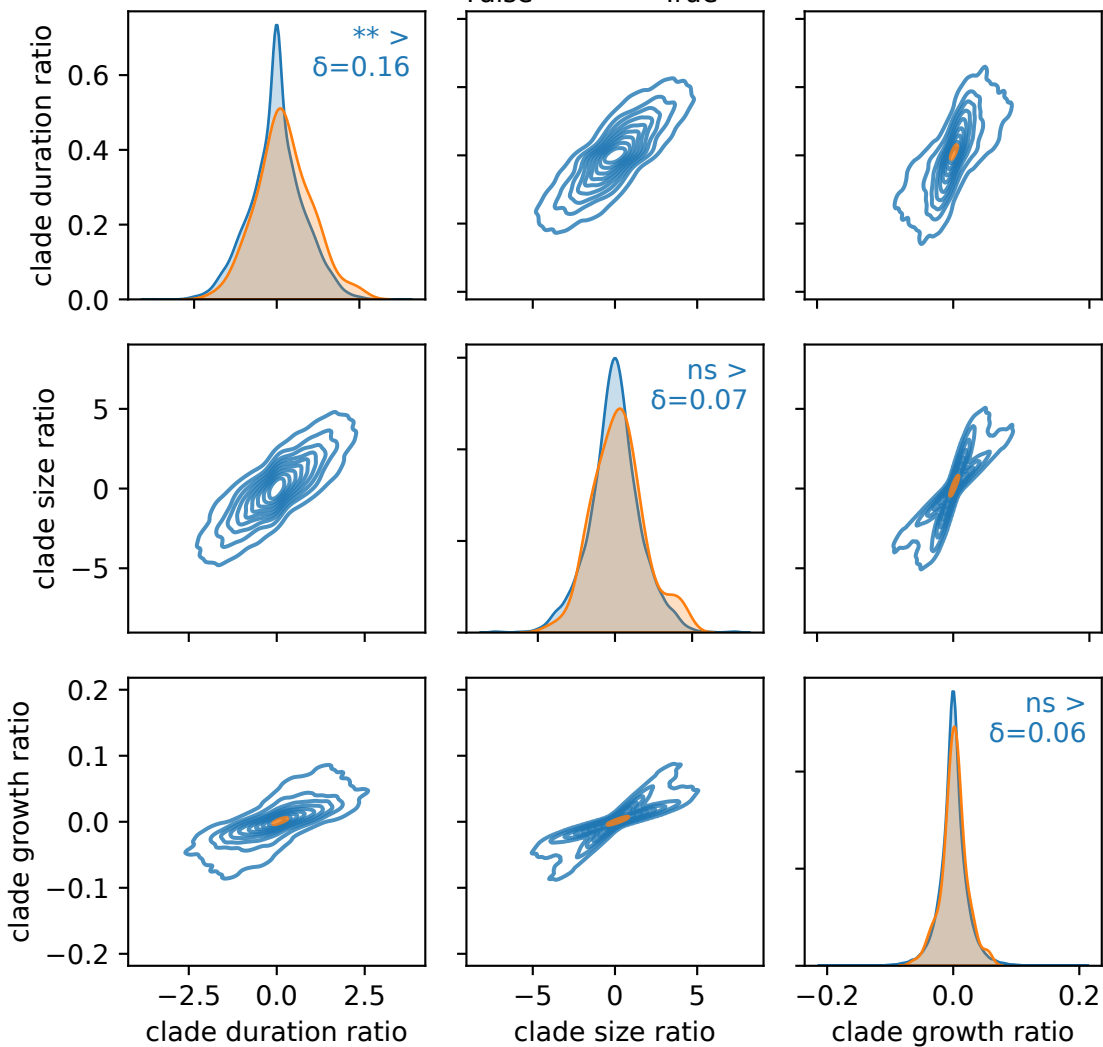 False True
clade duration ratio
0.6
0.4
0.2
0.0
** >
δ=0.16
clade size ratio
5
0
−5
ns >
δ=0.07
clade growth ratio
0.2
0.1
0.0
−0.1
−0.2
ns >
δ=0.06
−2.5 0.0 2.5
−5 0 5
−0.2 0.0 0.2
clade duration ratio
clade size ratio
clade growth ratio